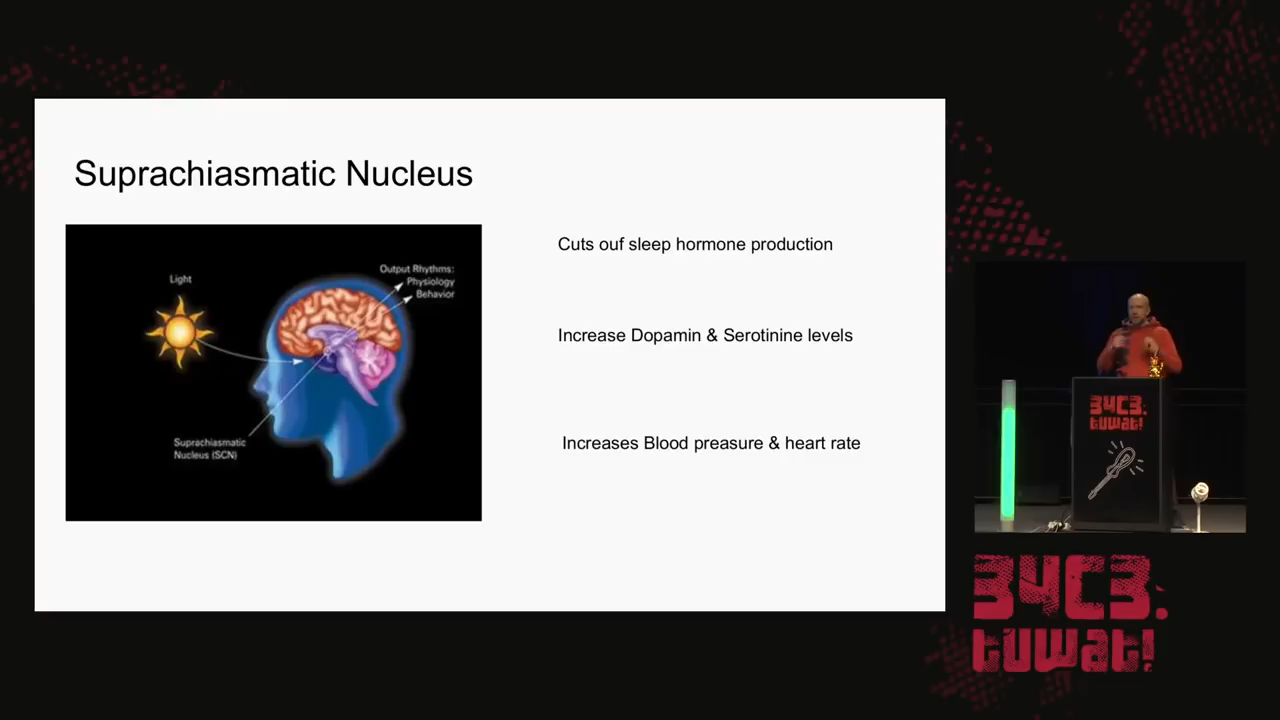 Suprachiasmatic Nucleus
Light
Output Rhythms:
Physiology
Behavior
Suprachiasmatic
Nucleus (SCN)
Cuts ouf sleep hormone production
Increase Dopamin & Serotinine levels
Increases Blood preasure & heart rate
34C3.
tuwat!
34C3.
tuwat!